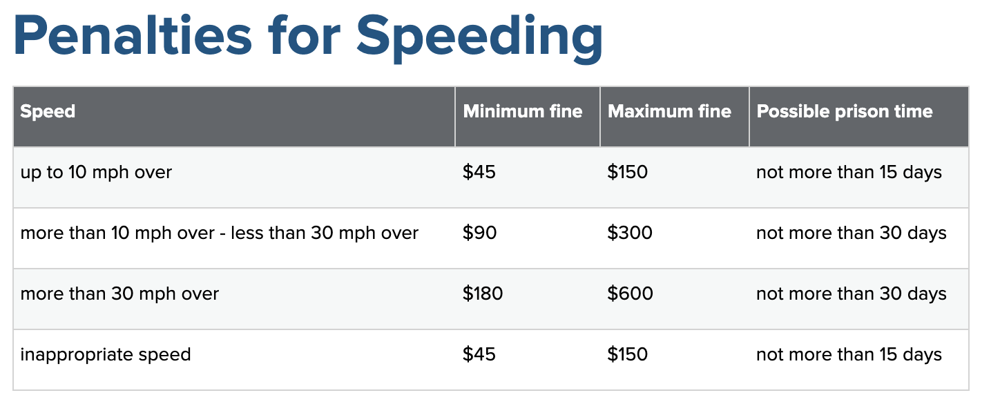 Penalties for Speeding
Speed Minimum fine Maximum fine Possible prison time
up to 10 mph over $45 $150 not more than 15 days
more than 10 mph over - less than 30 mph over $90 $300 not more than 30 days
more than 30 mph over $180 $600 not more than 30 days
inappropriate speed $45 $150 not more than 15 days